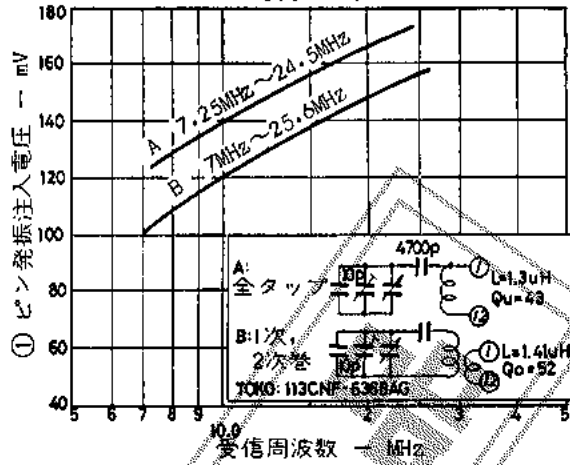 180
160
140
120
100
80
60
40
①ピン発振注入電圧 － mV
A 7.25MHz～24.5MHz
B 7MHz～25.6MHz
A:
全タップ
10p
4700p
①
⑫
L=1.3uH
Qu=43
B:1次,
2次巻
10p
①
⑫
L=1.41uH
Qo=52
TOKO: 113CNF-6368AG
5 6 7 8 9 10.0 2 3 4 5
受信周波数 － MHz